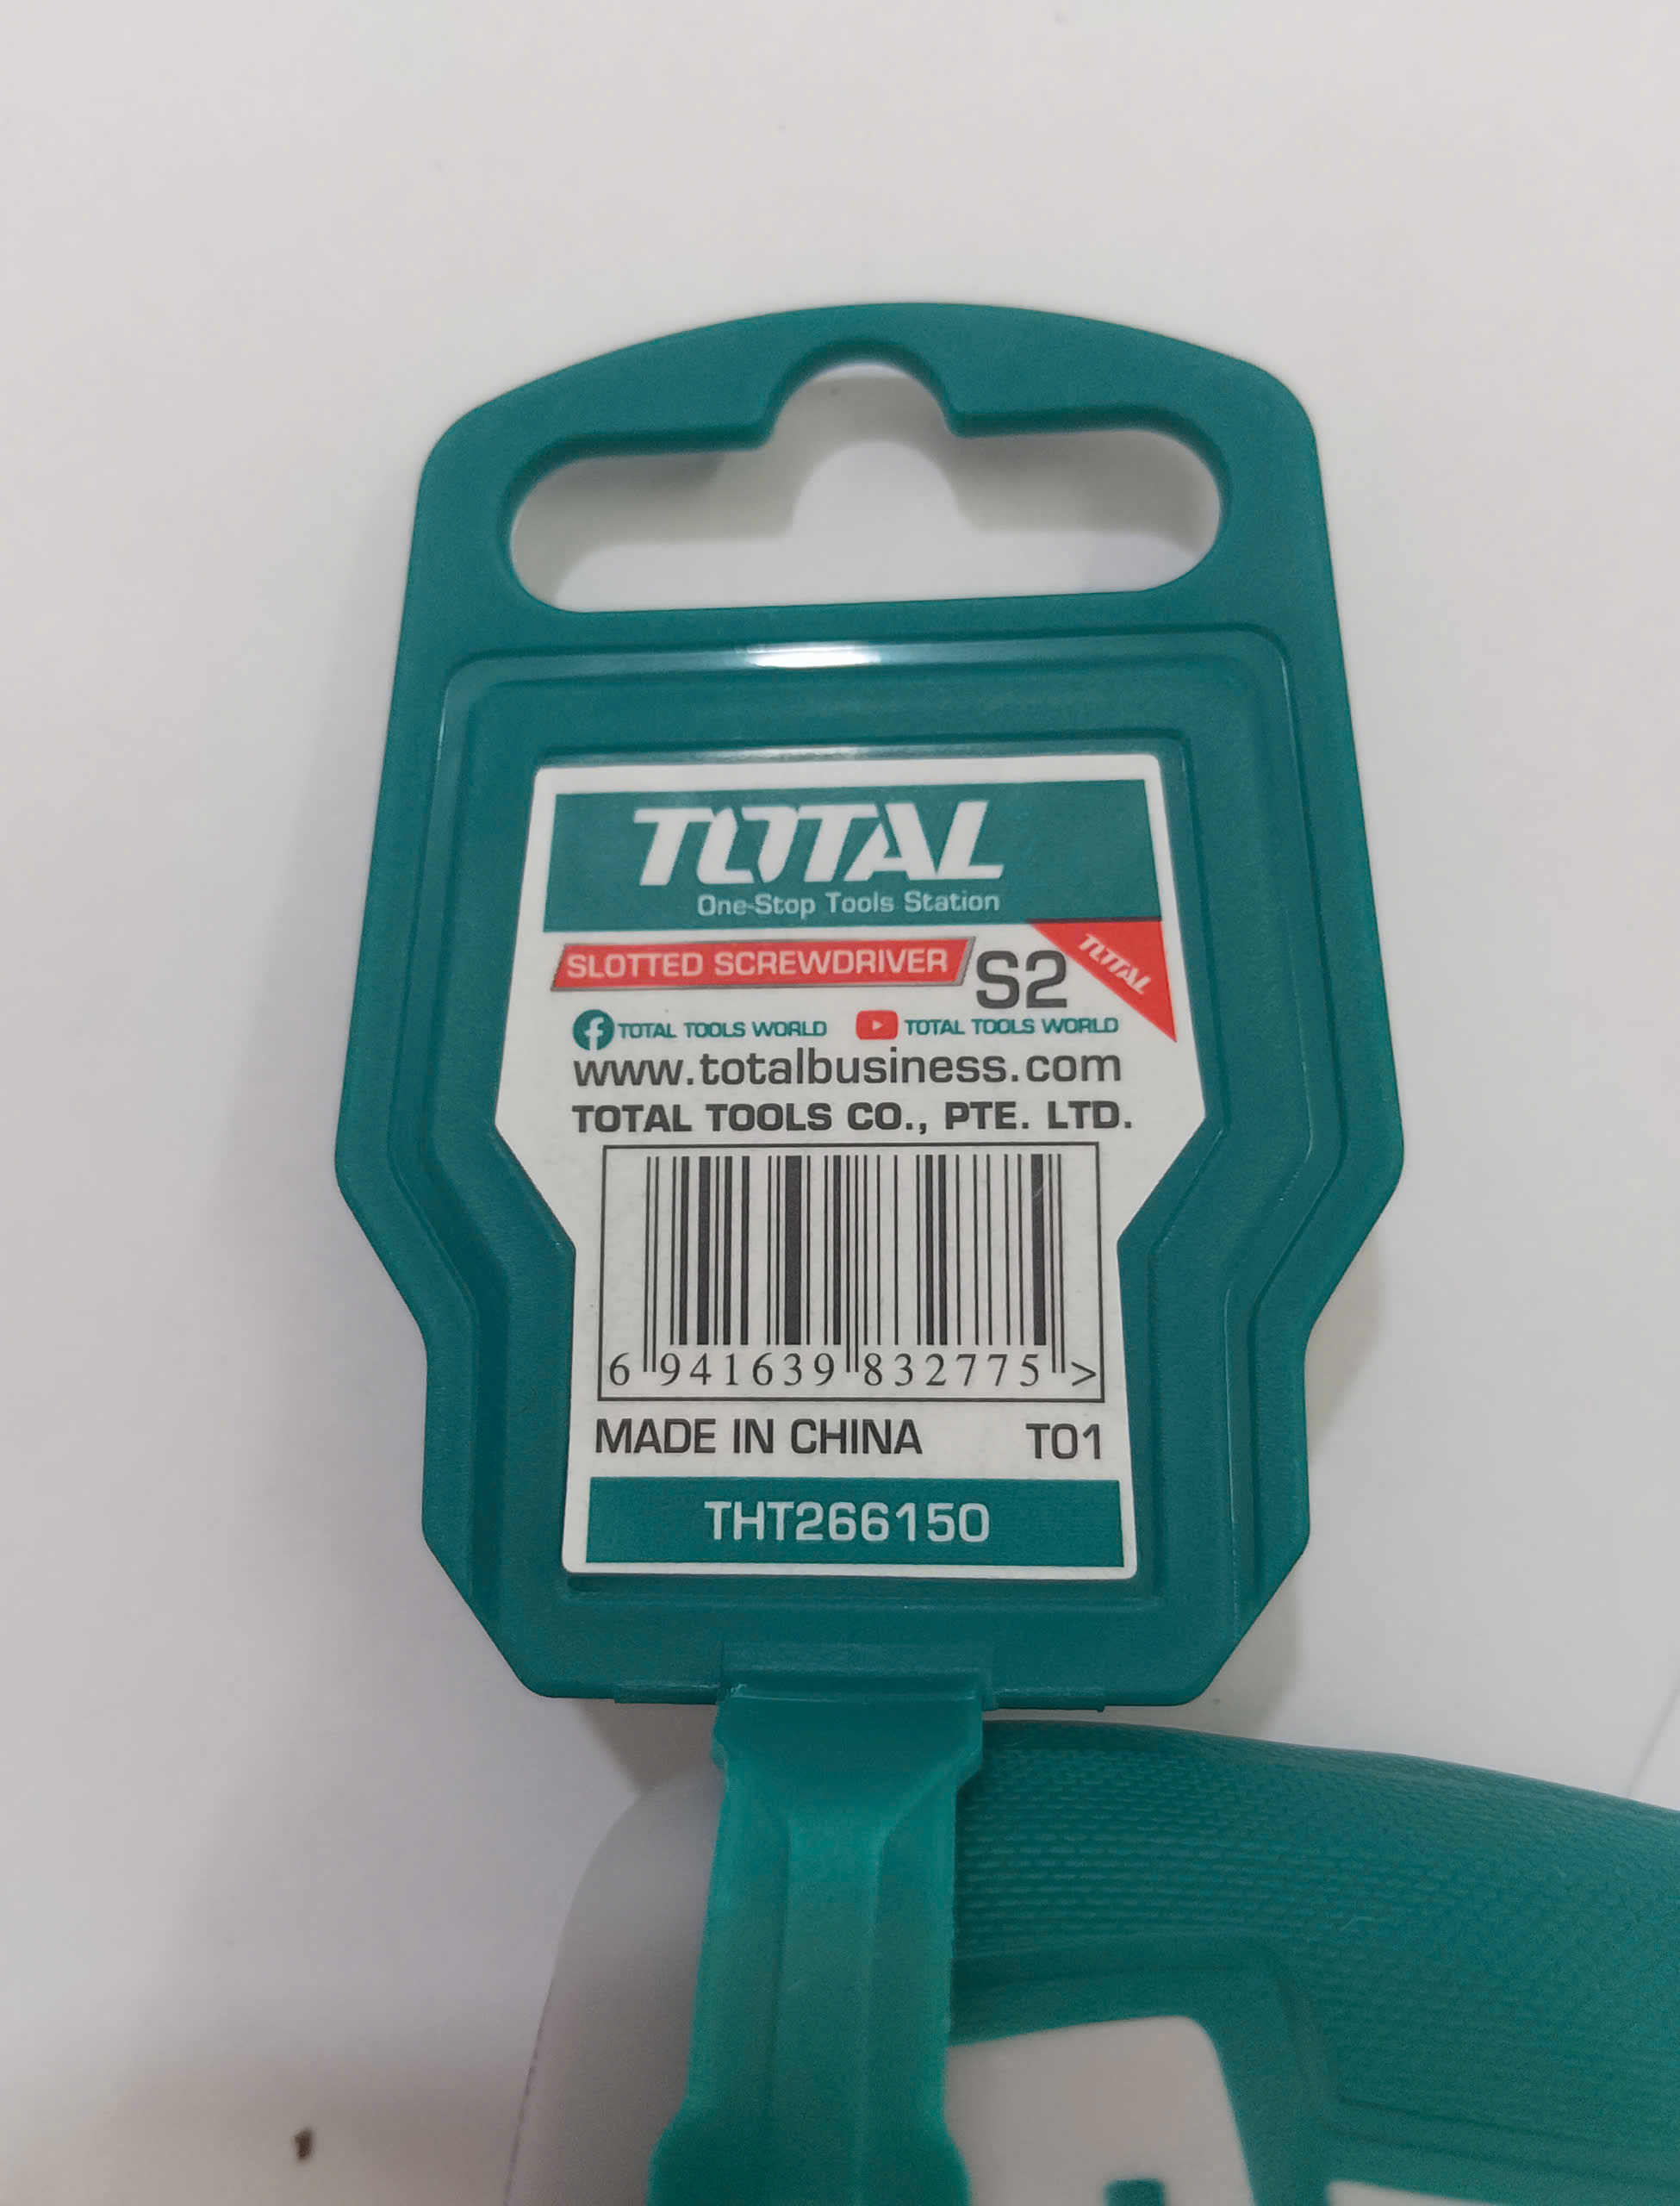 TOTAL
One-Stop Tools Station
SLOTTED SCREWDRIVER S2
TOTAL
TOTAL TOOLS WORLD TOTAL TOOLS WORLD
www.totalbusiness.com
TOTAL TOOLS CO., PTE. LTD.
6 941639 832775 >
MADE IN CHINA T01
THT266150